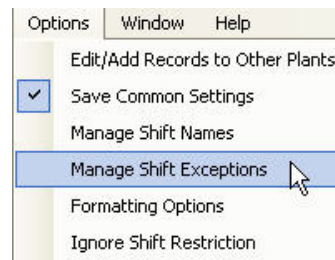 Options Window Help
Edit/Add Records to Other Plants
Save Common Settings
Manage Shift Names
Manage Shift Exceptions
Formatting Options
Ignore Shift Restriction